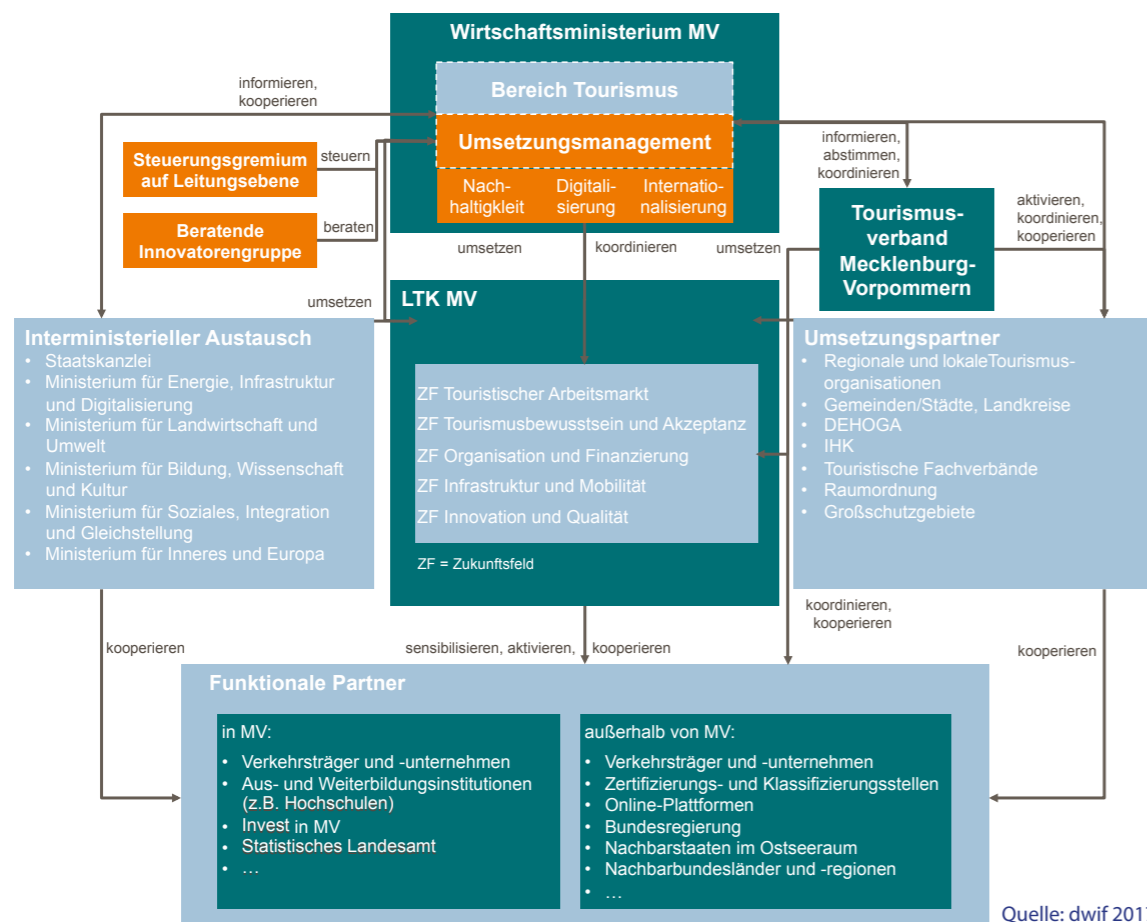 Wirtschaftsministerium MV
Bereich Tourismus
Umsetzungsmanagement
Nach-
haltigkleit
Digitali-
sierung
Internatio-
nalisierung
informieren,
kooperieren
Steuerungsgremium
auf Leitungsebene
steuern
Beratende
Innovatorengruppe
beraten
informieren,
abstimmen,
koordinieren
Tourismus-
verband
Mecklenburg-
Vorpommern
aktivieren,
koordinieren,
kooperieren
umsetzen
koordinieren
umsetzen
umsetzen
LTK MV
ZF Touristischer Arbeitsmarkt
ZF Tourismusbewusstsein und Akzeptanz
ZF Organisation und Finanzierung
ZF Infrastruktur und Mobilität
ZF Innovation und Qualität
ZF = Zukunftsfeld
Interministerieller Austausch
• Staatskanzlei
• Ministerium für Energie, Infrastruktur
und Digitalisierung
• Ministerium für Landwirtschaft und
Umwelt
• Ministerium für Bildung, Wissenschaft
und Kultur
• Ministerium für Soziales, Integration
und Gleichstellung
• Ministerium für Inneres und Europa
Umsetzungspartner
• Regionale und lokaleTourismus-
organisationen
• Gemeinden/Städte, Landkreise
• DEHOGA
• IHK
• Touristische Fachverbände
• Raumordnung
• Großschutzgebiete
kooperieren
sensibilisieren, aktivieren,
kooperieren
koordinieren,
kooperieren
kooperieren
Funktionale Partner
in MV:
• Verkehrsträger und -unternehmen
• Aus- und Weiterbildungsinstitutionen
(z.B. Hochschulen)
• Invest in MV
• Statistisches Landesamt
• …
außerhalb von MV:
• Verkehrsträger und -unternehmen
• Zertifizierungs- und Klassifizierungsstellen
• Online-Plattformen
• Bundesregierung
• Nachbarstaaten im Ostseeraum
• Nachbarbundesländer und -regionen
• …
Quelle: dwif